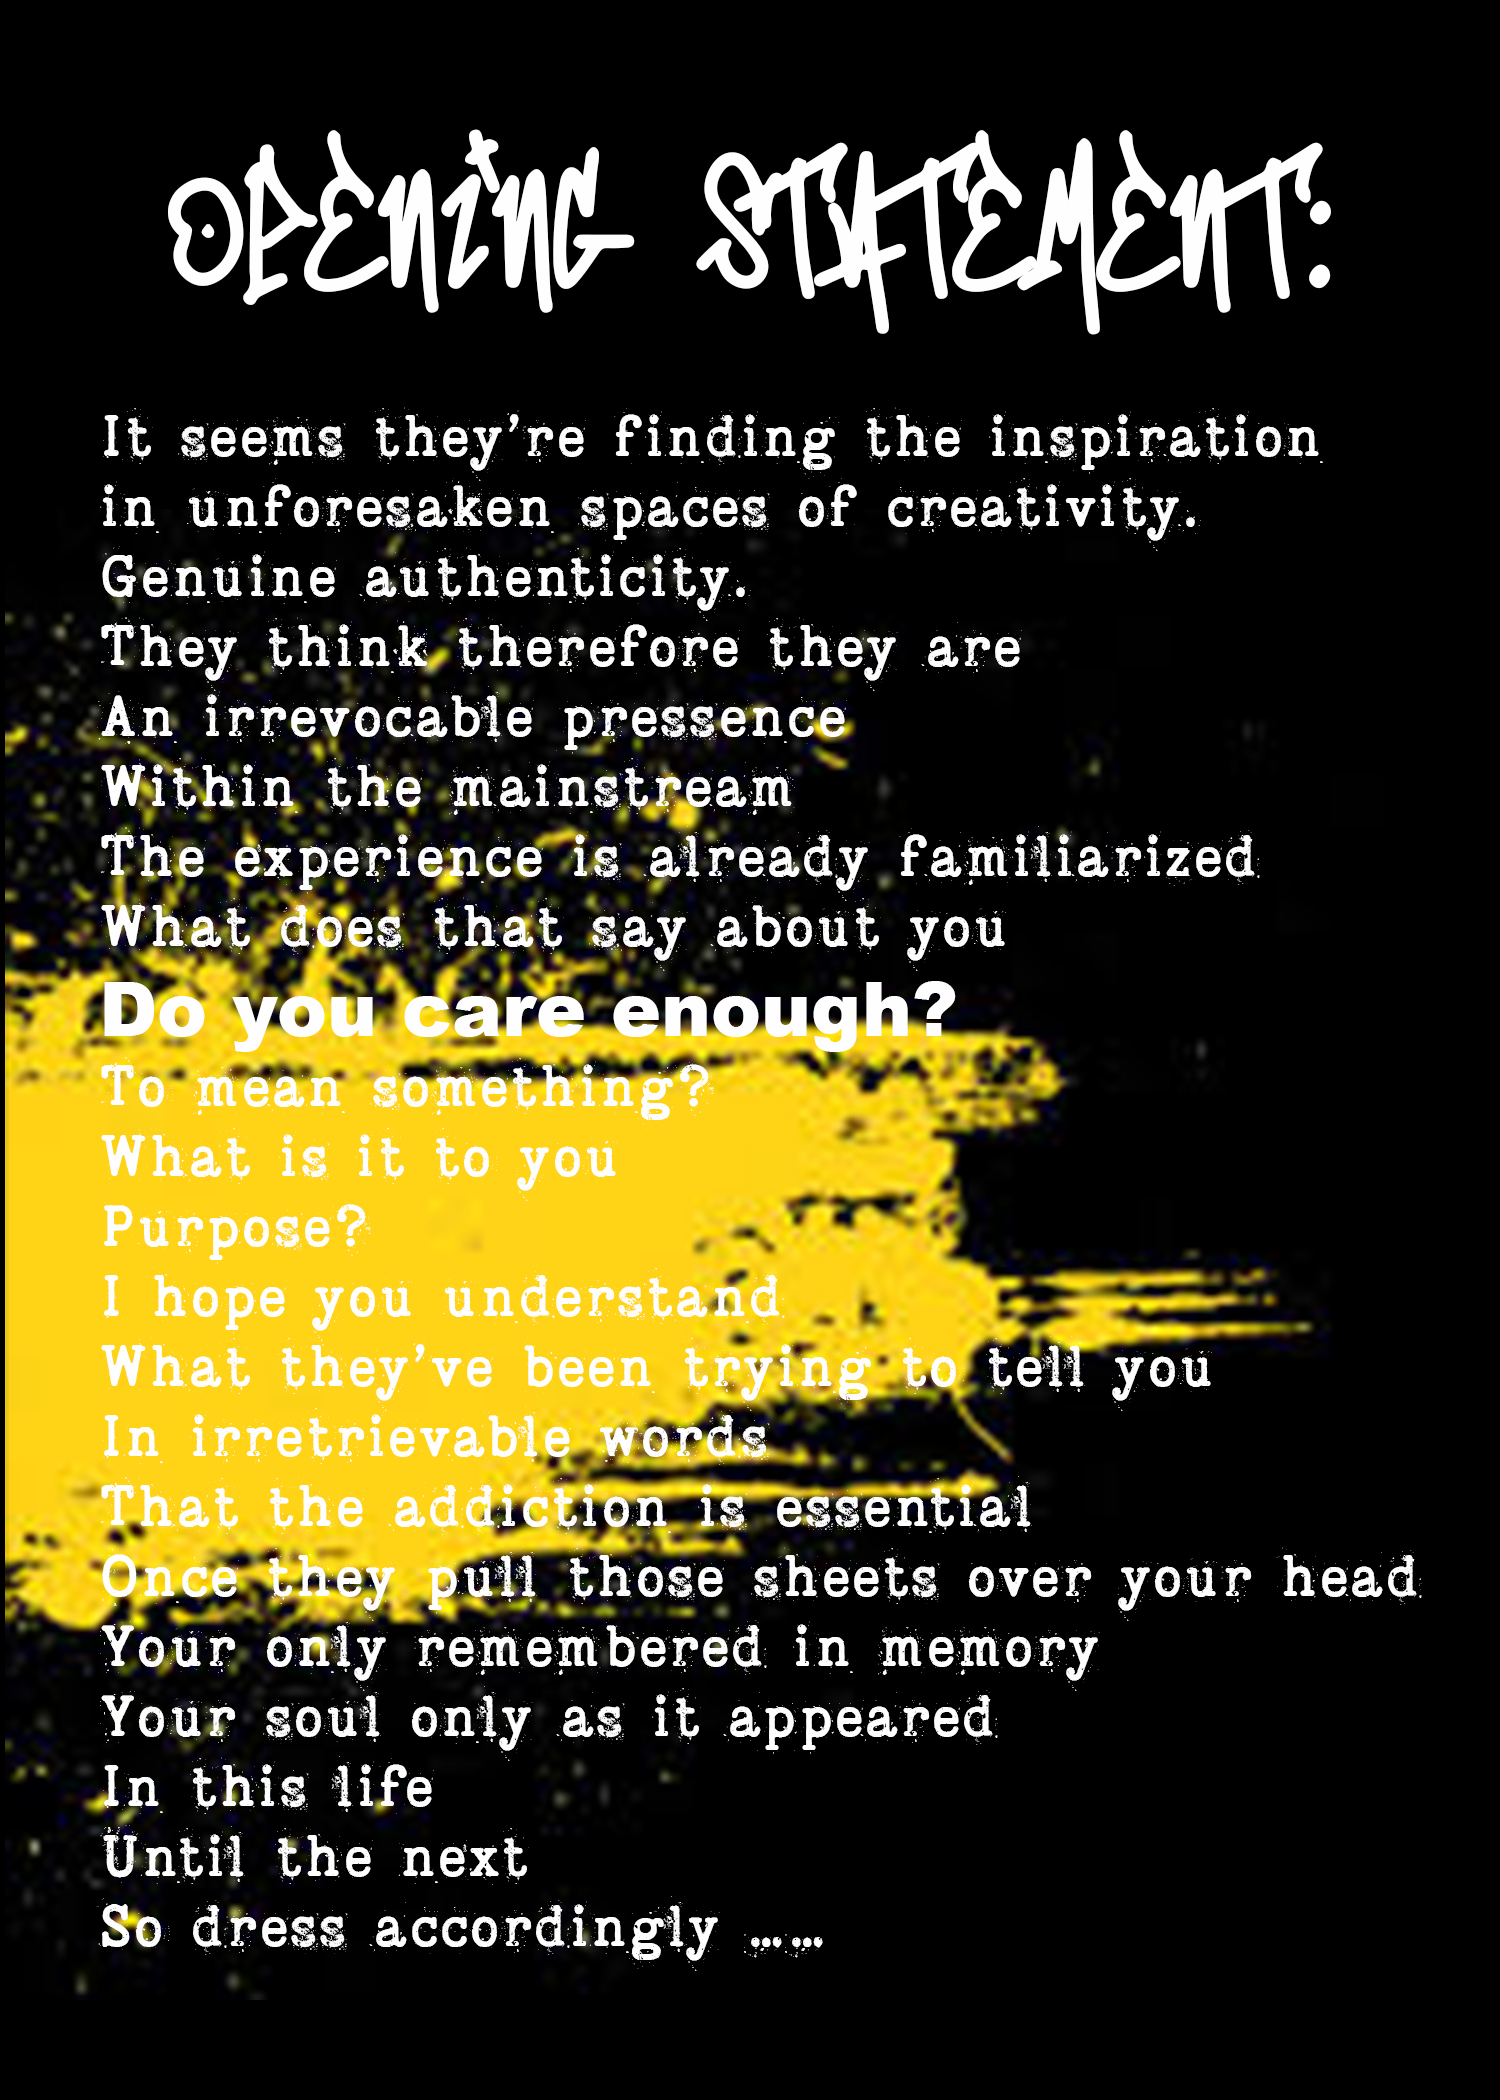 OPENING STATEMENT:
It seems they're finding the inspiration
in unforesaken spaces of creativity.
Genuine authenticity.
They think therefore they are
An irrevocable pressence
Within the mainstream
The experience is already familiarized
What does that say about you
Do you care enough?
To mean something?
What is it to you
Purpose?
I hope you understand
What they've been trying to tell you
In irretrievable words
That the addiction is essential
Once they pull those sheets over your head
Your only remembered in memory
Your soul only as it appeared
In this life
Until the next
So dress accordingly ……